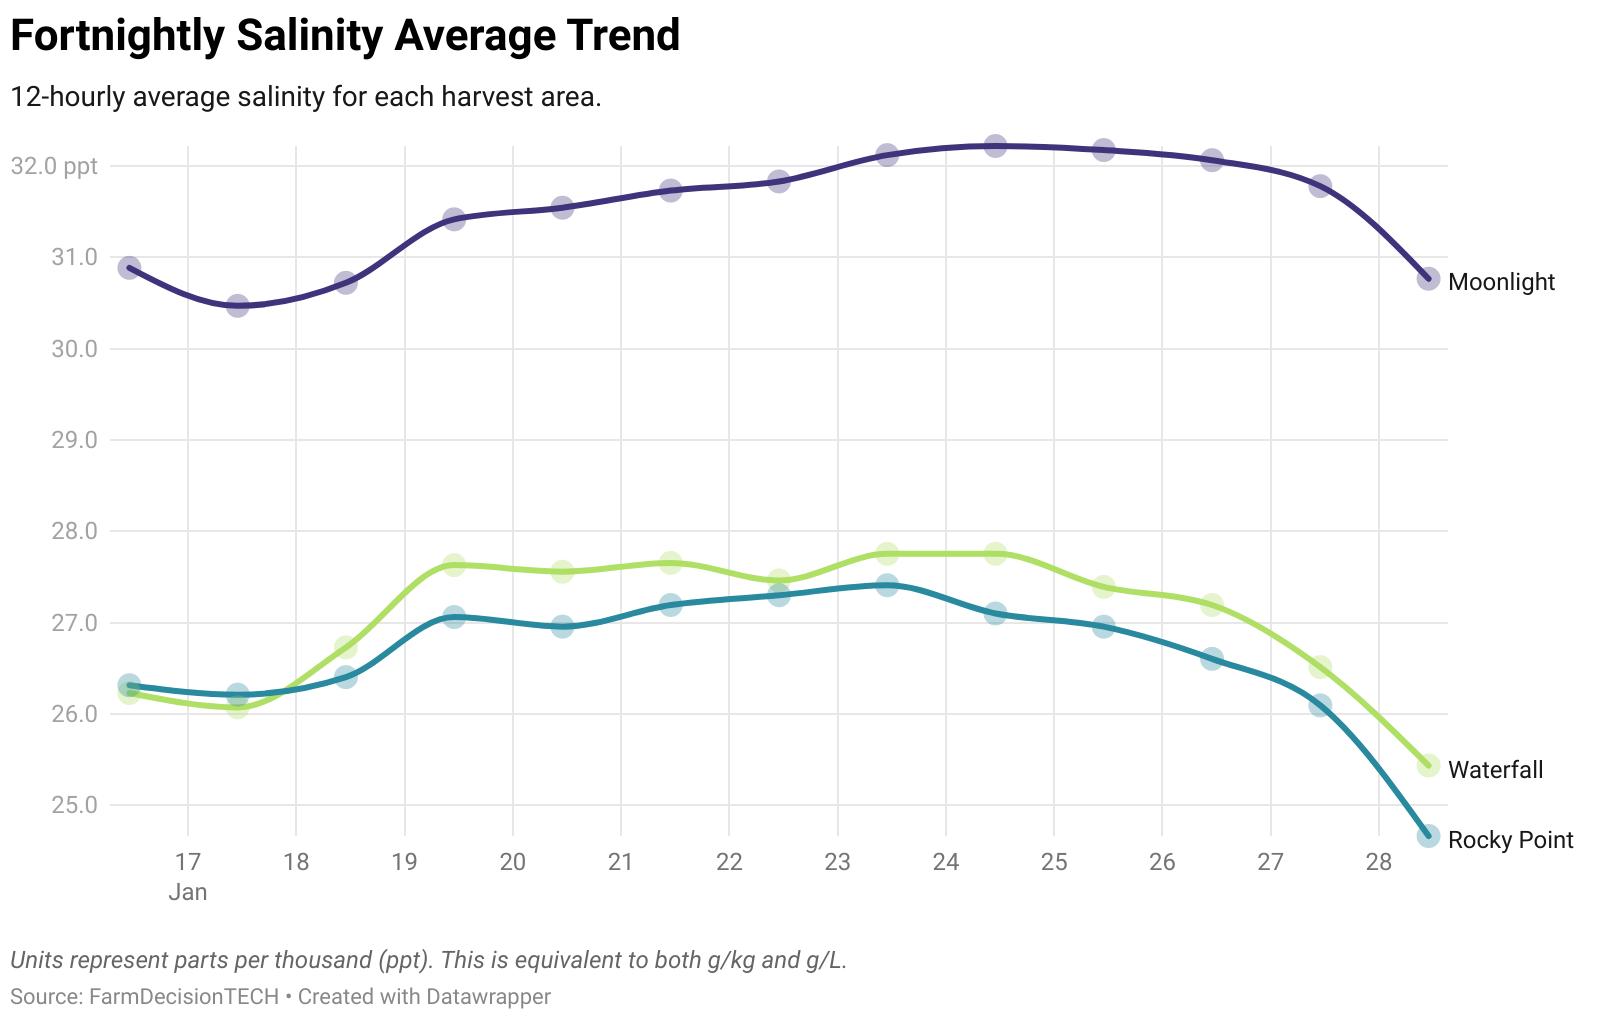 Fortnightly Salinity Average Trend
12-hourly average salinity for each harvest area.
32.0 ppt
31.0
Moonlight
30.0
29.0
28.0
27.0
26.0
Waterfall
25.0
Rocky Point
17 18 19 20 21 22 23 24 25 26 27 28
Jan
Units represent parts per thousand (ppt). This is equivalent to both g/kg and g/L.
Source: FarmDecisionTECH • Created with Datawrapper